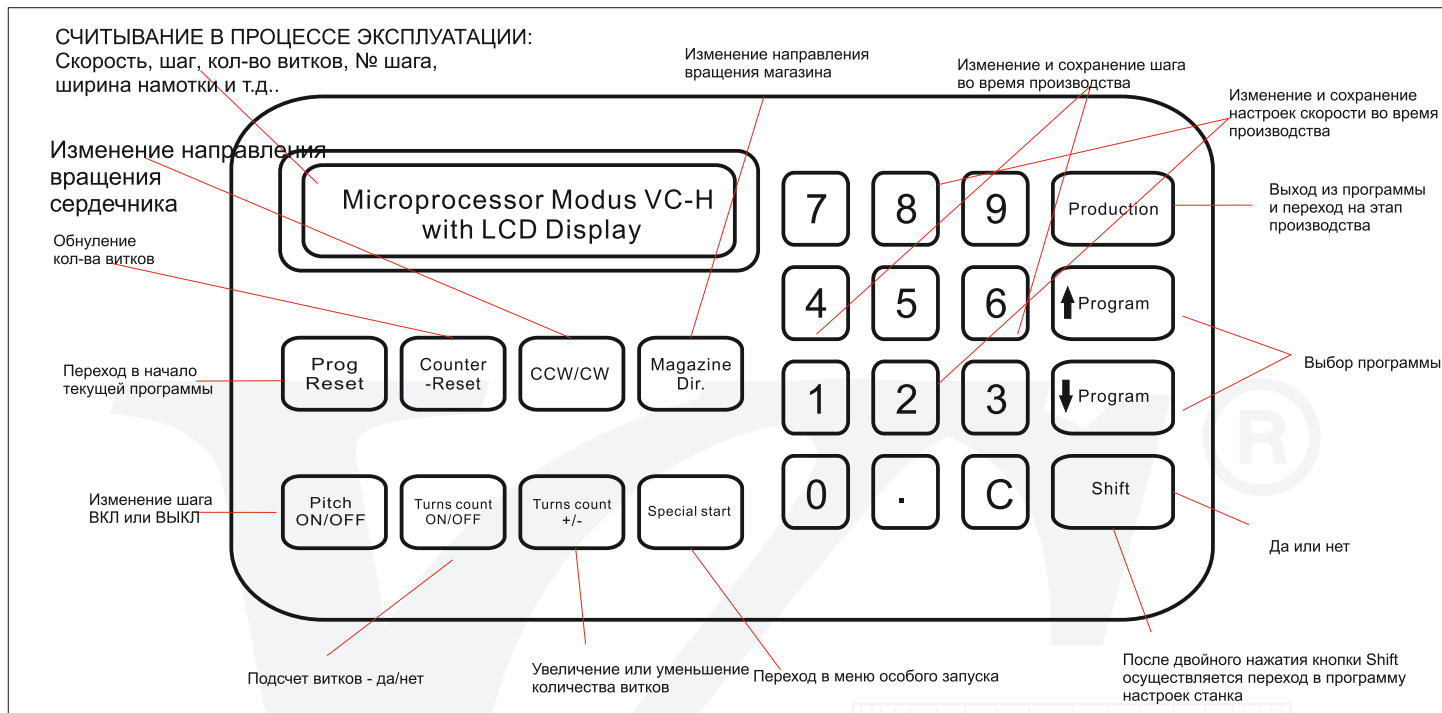 СЧИТЫВАНИЕ В ПРОЦЕССЕ ЭКСПЛУАТАЦИИ:
Скорость, шаг, кол-во витков, № шага,
ширина намотки и т.д..
Изменение направления
вращения магазина
Изменение и сохранение шага
во время производства
Изменение и сохранение
настроек скорости во время
производства
Изменение направления
вращения
сердечника
Обнуление
кол-ва витков
Microprocessor Modus VC-H
with LCD Display
7
8
9
Production
Выход из программы
и переход на этап
производства
4
5
6
Program
Переход в начало
текущей программы
Prog
Reset
Counter
-Reset
CCW/CW
Magazine
Dir.
1
2
3
Program
Выбор программы
®
Изменение шага
ВКЛ или ВЫКЛ
Pitch
ON/OFF
Turns count
ON/OFF
Turns count
+/-
Special start
0
.
C
Shift
Да или нет
Подсчет витков - да/нет
Увеличение или уменьшение
количества витков
Переход в меню особого запуска
После двойного нажатия кнопки Shift
осуществляется переход в программу
настроек станка